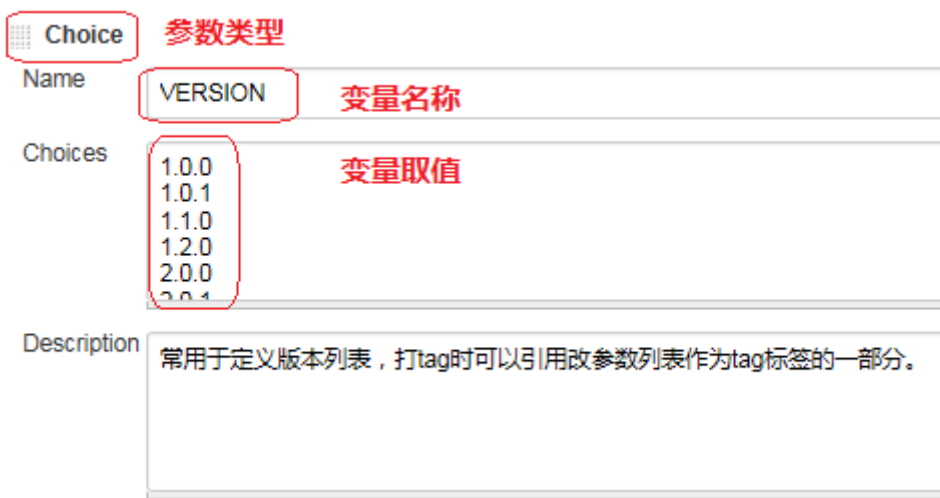 Choice 参数类型
Name
VERSION 变量名称
Choices
1.0.0 变量取值
1.0.1
1.1.0
1.2.0
2.0.0
Description
常用于定义版本列表，打tag时可以引用改参数列表作为tag标签的一部分。